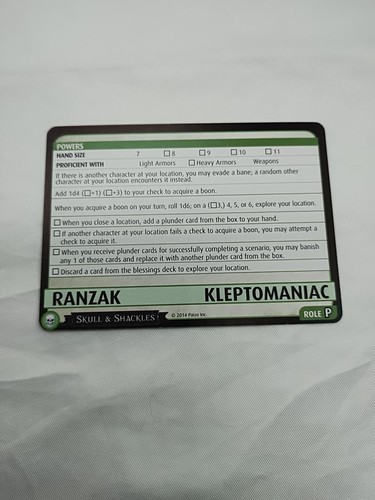 POWERS
HAND SIZE 7 ☐ 8 ☐ 9 ☐ 10 ☐ 11
PROFICIENT WITH Light Armors ☐ Heavy Armors Weapons
If there is another character at your location, you may evade a bane; a random other
character at your location encounters it instead.
Add 1d4 (☐+1) (☐+3) to your check to acquire a boon.
When you acquire a boon on your turn, roll 1d6; on a (☐3,) 4, 5, or 6, explore your location.
☐ When you close a location, add a plunder card from the box to your hand.
☐ If another character at your location fails a check to acquire a boon, you may attempt a
check to acquire it.
☐ When you receive plunder cards for successfully completing a scenario, you may banish
any 1 of those cards and replace it with another plunder card from the box.
☐ Discard a card from the blessings deck to explore your location.
RANZAK KLEPTOMANIAC
SKULL & SHACKLES © 2014 Paizo Inc. ROLE P